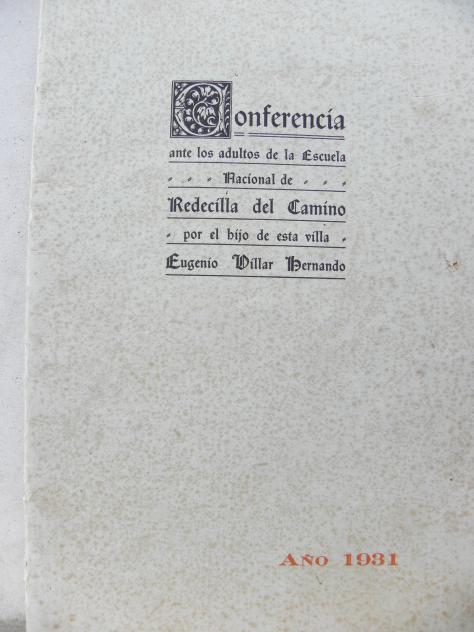 Conferencia
ante los adultos de la Escuela
Nacional de
Redecilla del Camino
por el hijo de esta villa
Eugenio Villar Hernando
Año 1931